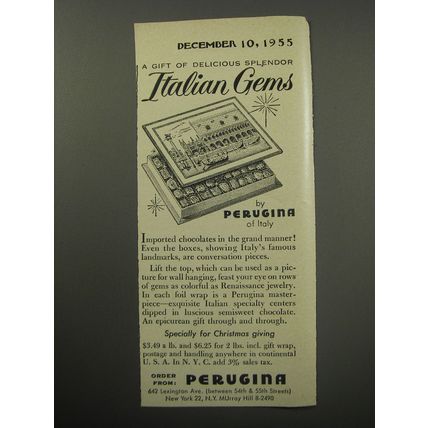 DECEMBER 10, 1955
A GIFT OF DELICIOUS SPLENDOR
Italian Gems
by
PERUGINA
of Italy
Imported chocolates in the grand manner!
Even the boxes, showing Italy's famous
landmarks, are conversation pieces.
Lift the top, which can be used as a pic-
ture for wall hanging, feast your eye on rows
of gems as colorful as Renaissance jewelry.
In each foil wrap is a Perugina master-
piece—exquisite Italian specialty centers
dipped in luscious semisweet chocolate.
An epicurean gift through and through.
Specially for Christmas giving
$3.49 a lb. and $6.25 for 2 lbs. incl. gift wrap,
postage and handling anywhere in continental
U. S. A. In N. Y. C. add 3% sales tax.
ORDER
FROM: PERUGINA
642 Lexington Ave. (between 54th & 55th Streets)
New York 22, N.Y. MUrray Hill 8-2490